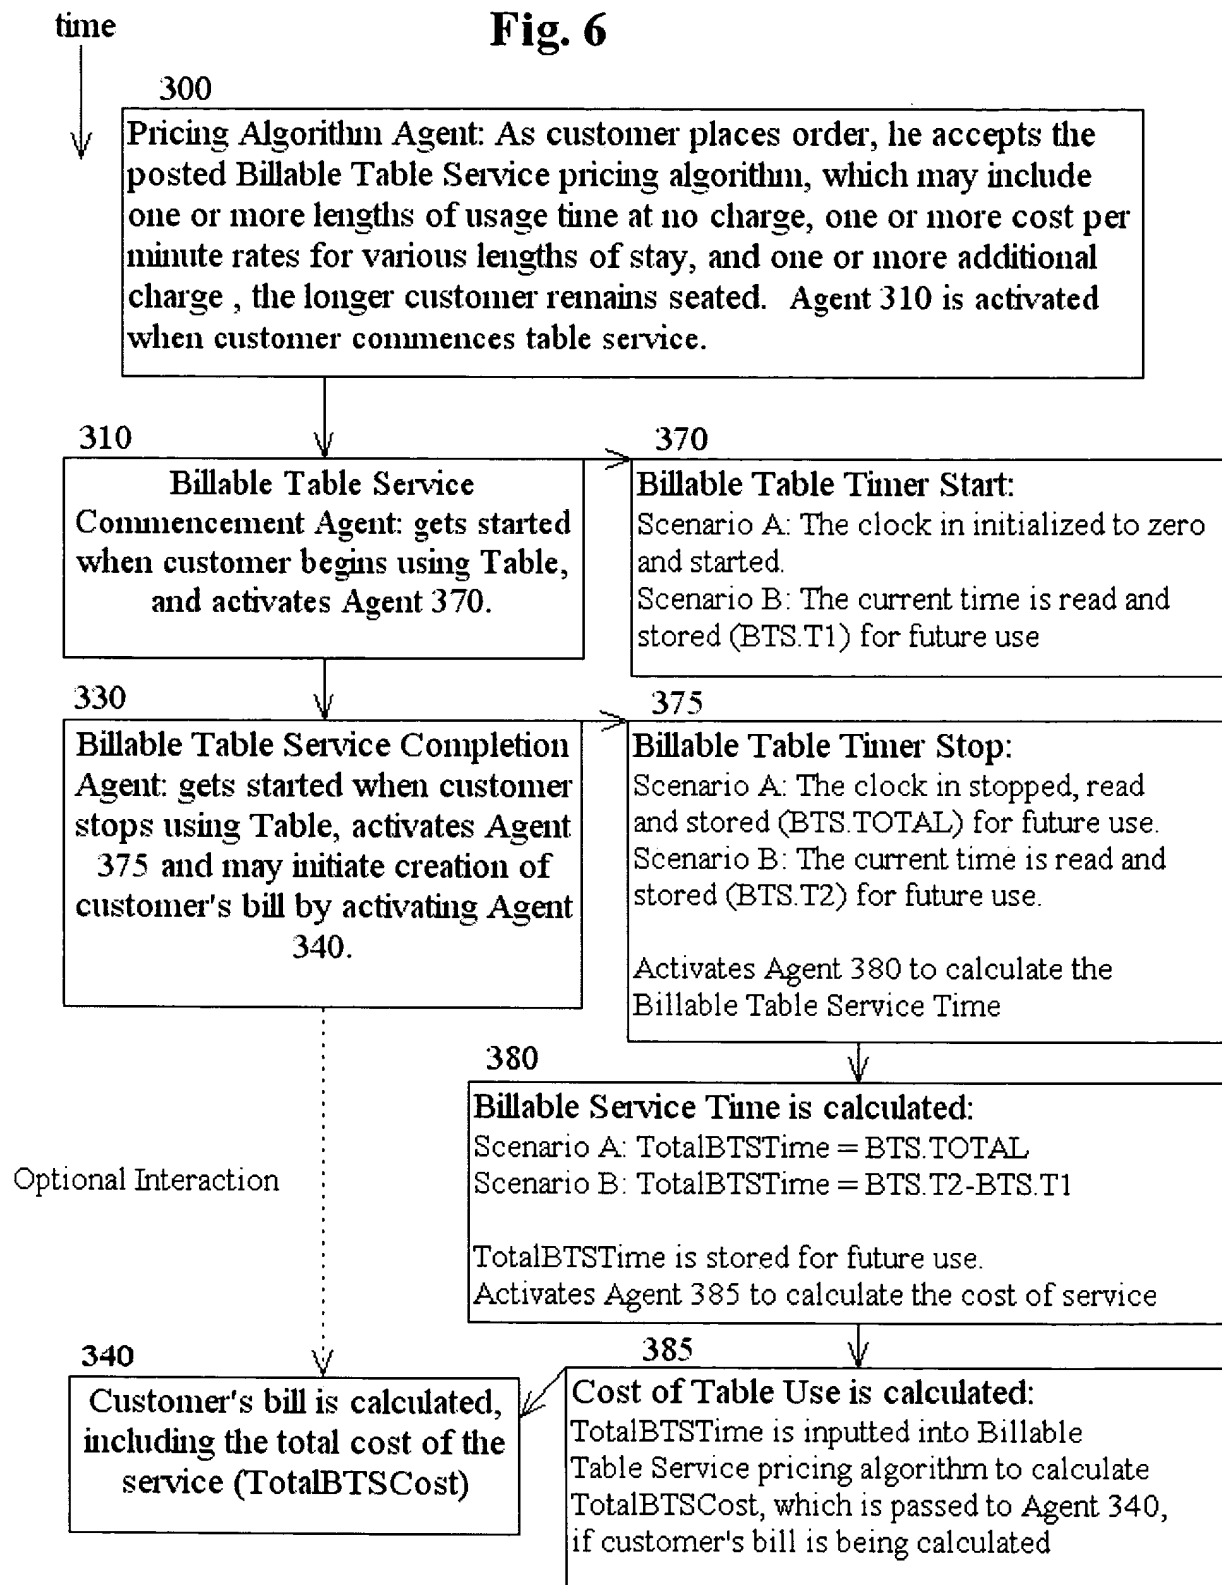 time
Fig. 6
300
Pricing Algorithm Agent: As customer places order, he accepts the
posted Billable Table Service pricing algorithm, which may include
one or more lengths of usage time at no charge, one or more cost per
minute rates for various lengths of stay, and one or more additional
charge , the longer customer remains seated. Agent 310 is activated
when customer commences table service.
310
Billable Table Service
Commencement Agent: gets started
when customer begins using Table,
and activates Agent 370.
370
Billable Table Timer Start:
Scenario A: The clock in initialized to zero
and started.
Scenario B: The current time is read and
stored (BTS.T1) for future use
330
Billable Table Service Completion
Agent: gets started when customer
stops using Table, activates Agent
375 and may initiate creation of
customer's bill by activating Agent
340.
375
Billable Table Timer Stop:
Scenario A: The clock in stopped, read
and stored (BTS.TOTAL) for future use.
Scenario B: The current time is read and
stored (BTS.T2) for future use.
Activates Agent 380 to calculate the
Billable Table Service Time
380
Billable Service Time is calculated:
Scenario A: TotalBTSTime = BTS.TOTAL
Scenario B: TotalBTSTime = BTS.T2-BTS.T1
TotalBTSTime is stored for future use.
Activates Agent 385 to calculate the cost of service
Optional Interaction
340
Customer's bill is calculated,
including the total cost of the
service (TotalBTSCost)
385
Cost of Table Use is calculated:
TotalBTSTime is inputted into Billable
Table Service pricing algorithm to calculate
TotalBTSCost, which is passed to Agent 340,
if customer's bill is being calculated